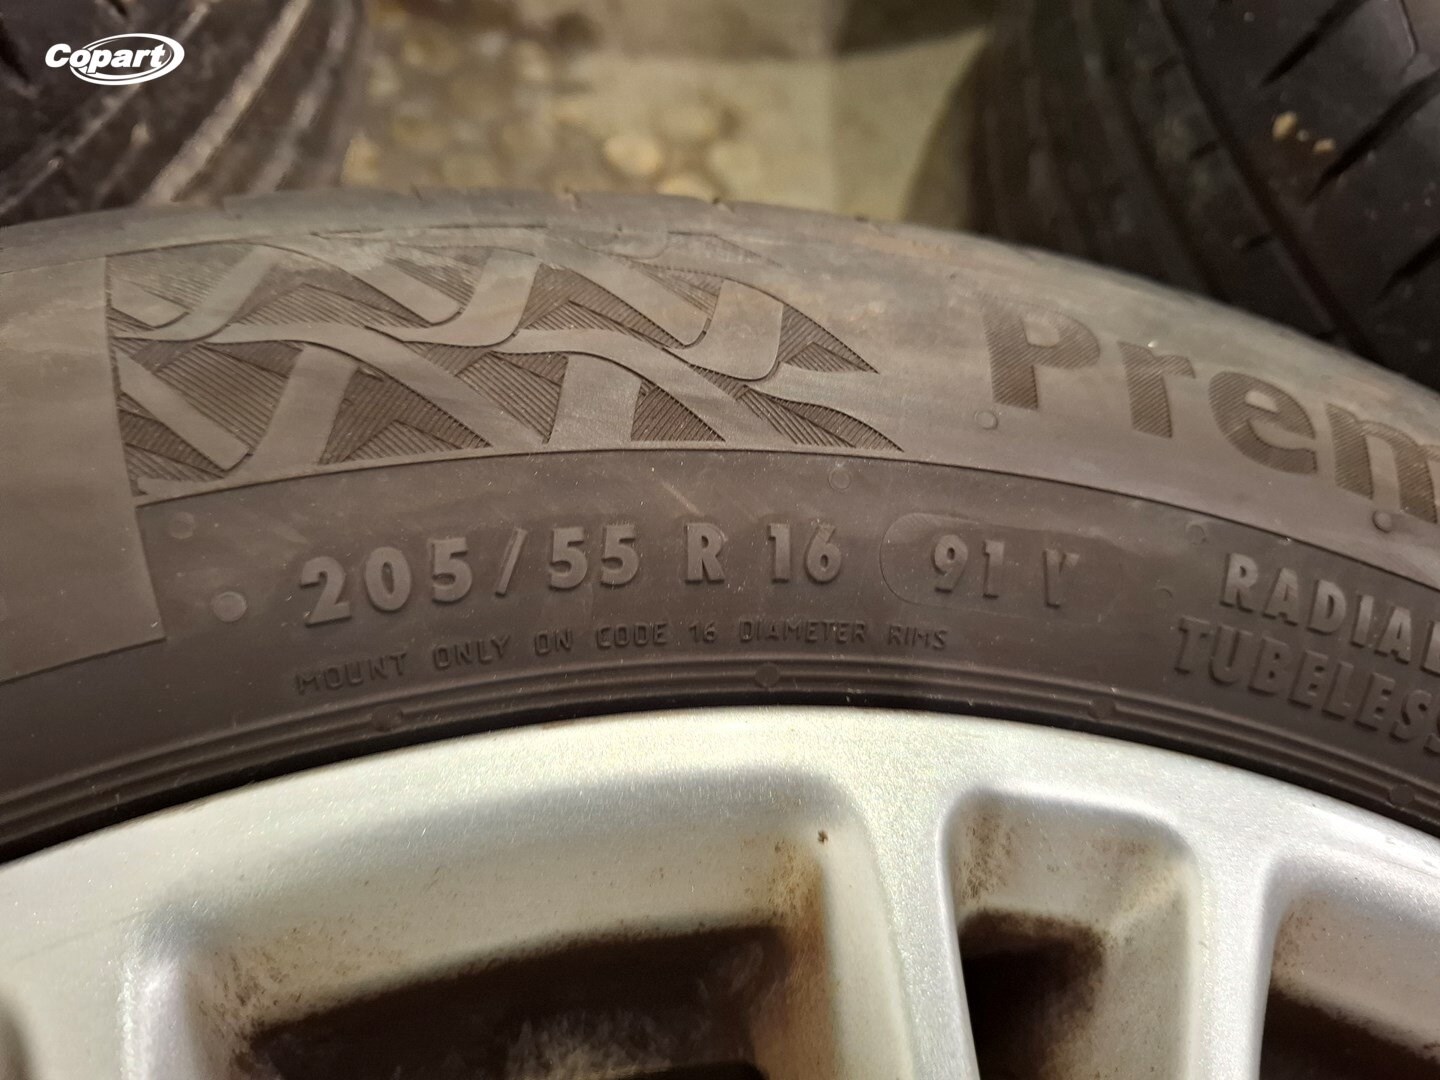 Copart
Prem
205/55 R 16 91 V
MOUNT ONLY ON CODE 16 DIAMETER RIMS
RADIAL
TUBELESS